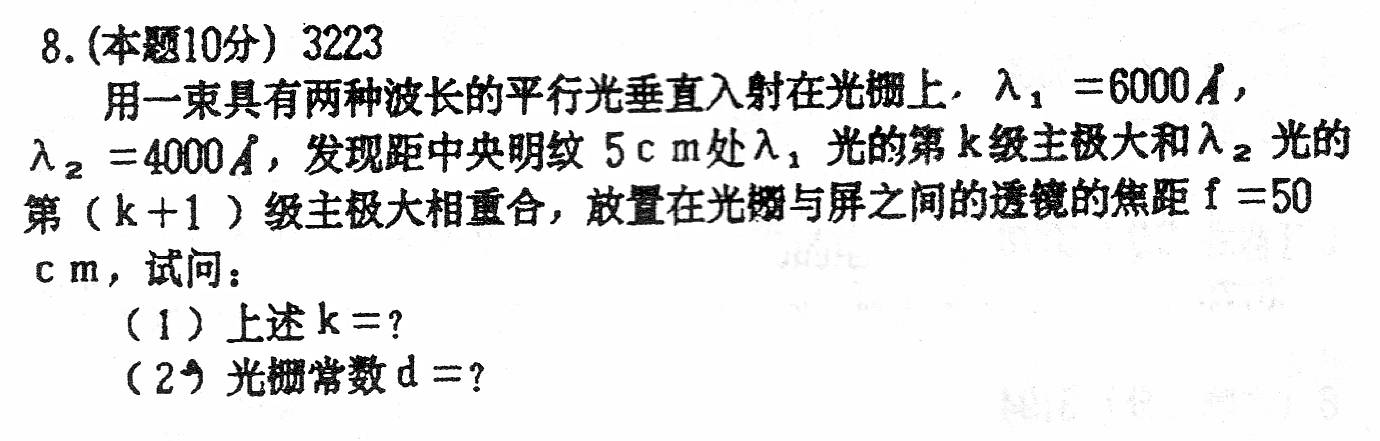 8.(本题10分) 3223
用一束具有两种波长的平行光垂直入射在光栅上.λ₁=6000Å,
λ₂=4000Å,发现距中央明纹5cm处λ₁光的第k级主极大和λ₂光的
第(k+1)级主极大相重合,放置在光栅与屏之间的透镜的焦距f=50
cm,试问:
(1)上述k=?
(2)光栅常数d=?